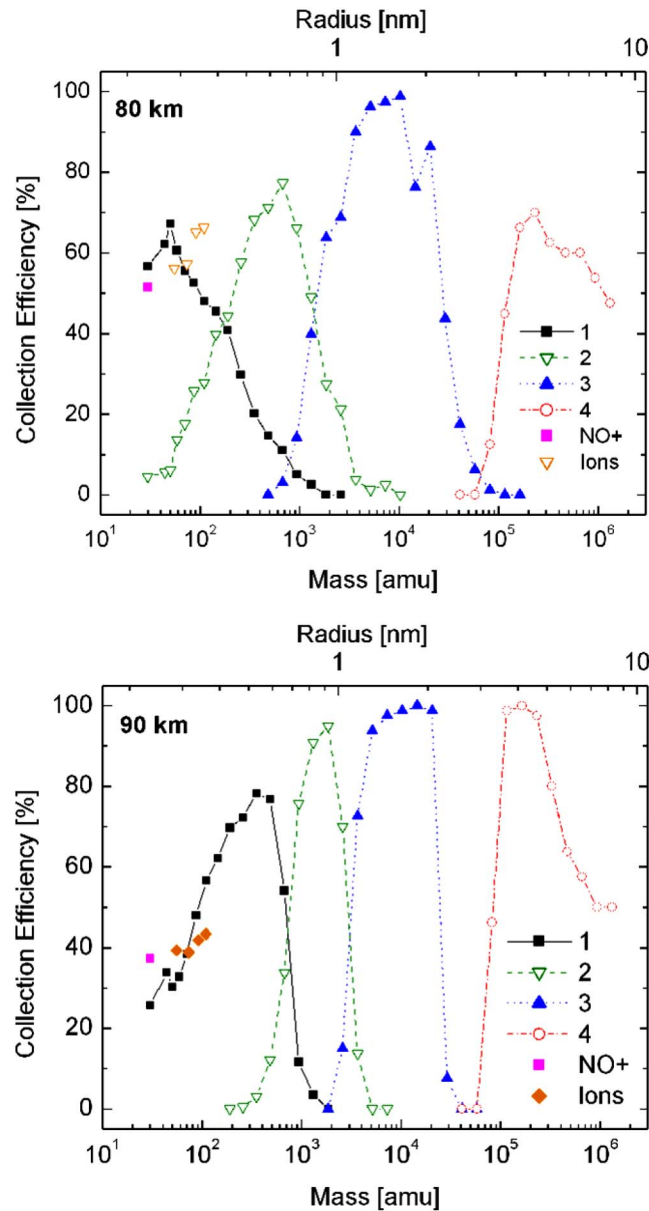 Radius [nm]
1 10
80 km
100
80
60
40
20
0
Collection Efficiency [%]
1
2
3
4
NO+
Ions
10¹ 10² 10³ 10⁴ 10⁵ 10⁶
Mass [amu]
Radius [nm]
1 10
90 km
100
80
60
40
20
0
Collection Efficiency [%]
1
2
3
4
NO+
Ions
10¹ 10² 10³ 10⁴ 10⁵ 10⁶
Mass [amu]